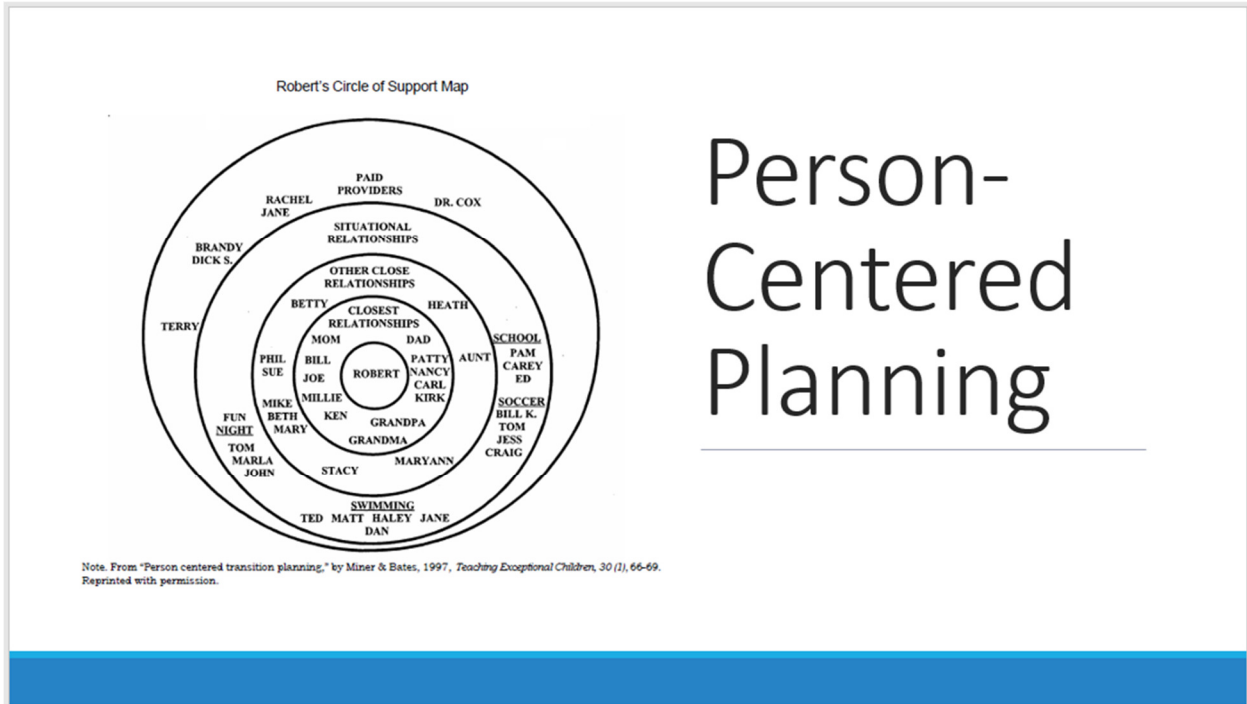 Robert's Circle of Support Map
PAID
PROVIDERS
RACHEL
JANE
DR. COX
BRANDY
DICK S.
TERRY
SITUATIONAL
RELATIONSHIPS
SCHOOL
PAM
CAREY
ED
SOCCER
BILL K.
TOM
JESS
CRAIG
FUN
NIGHT
TOM
MARLA
JOHN
SWIMMING
TED MATT HALEY JANE
DAN
OTHER CLOSE
RELATIONSHIPS
BETTY
HEATH
PHIL
SUE
AUNT
MIKE
BETH
MARY
STACY
MARYANN
CLOSEST
RELATIONSHIPS
MOM
DAD
BILL
JOE
MILLIE
KEN
PATTY
NANCY
CARL
KIRK
GRANDPA
GRANDMA
ROBERT
Note. From "Person centered transition planning," by Miner & Bates, 1997, Teaching Exceptional Children, 30 (1), 66-69.
Reprinted with permission.
Person-
Centered
Planning